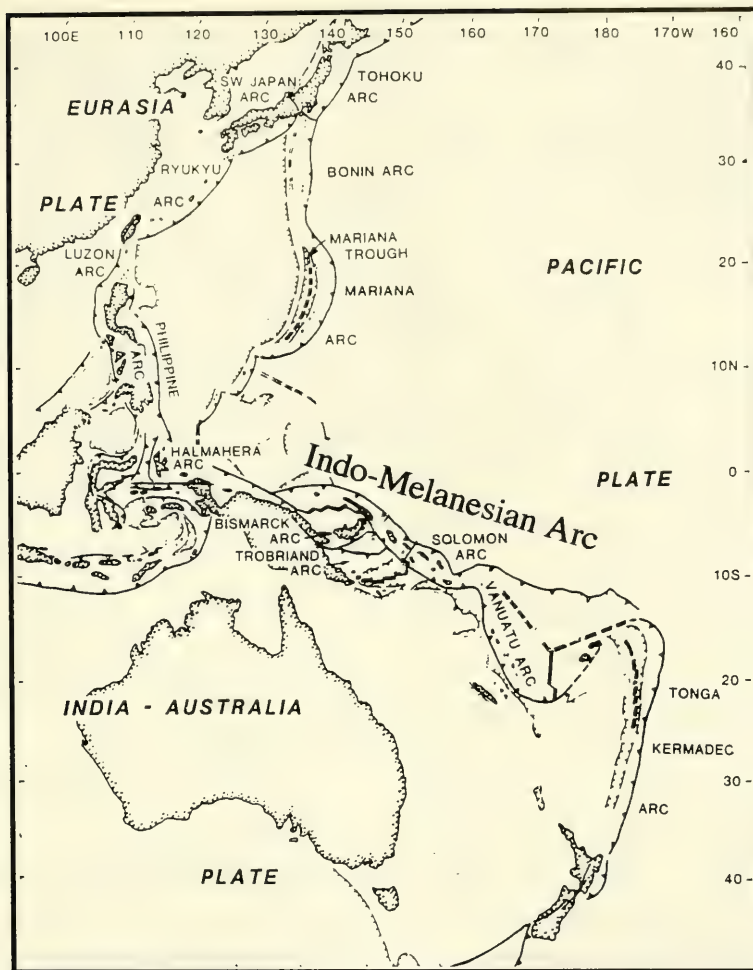 100E 120 130 140 150 160 170 180 170W 160
40
SW JAPAN
ARC
TOHOKU
ARC
EURASIA
RYUKYU
ARC
30
BONIN ARC
PLATE
LUZON
ARC
MARIANA
TROUGH
20
PACIFIC
MARIANA
ARC
PHILIPPINE
ARC
10N
HALMAHERA
ARC
0
PLATE
Indo-Melanesian Arc
BISMARCK
ARC
TROBRIAND
ARC
SOLOMON
ARC
10S
VANUATU ARC
INDIA - AUSTRALIA
20
TONGA
KERMADEC
ARC
30
PLATE
40